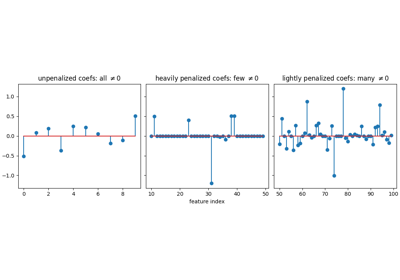 unpenalized coefs: all ≠0
heavily penalized coefs: few ≠0
lightly penalized coefs: many ≠0
1.0
0.5
0.0
−0.5
−1.0
0 2 4 6 8
10 20 30 40 50
50 60 70 80 90 100
feature index